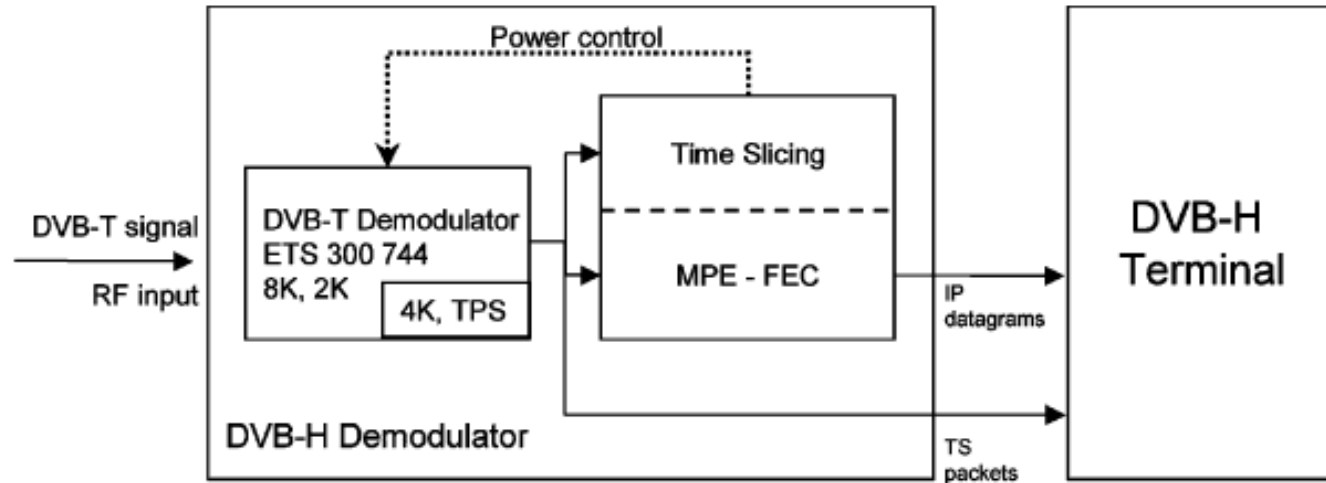 Power control
Time Slicing
DVB-T signal
RF input
DVB-T Demodulator
ETS 300 744
8K, 2K
4K, TPS
MPE - FEC
IP
datagrams
DVB-H
Terminal
DVB-H Demodulator
TS
packets